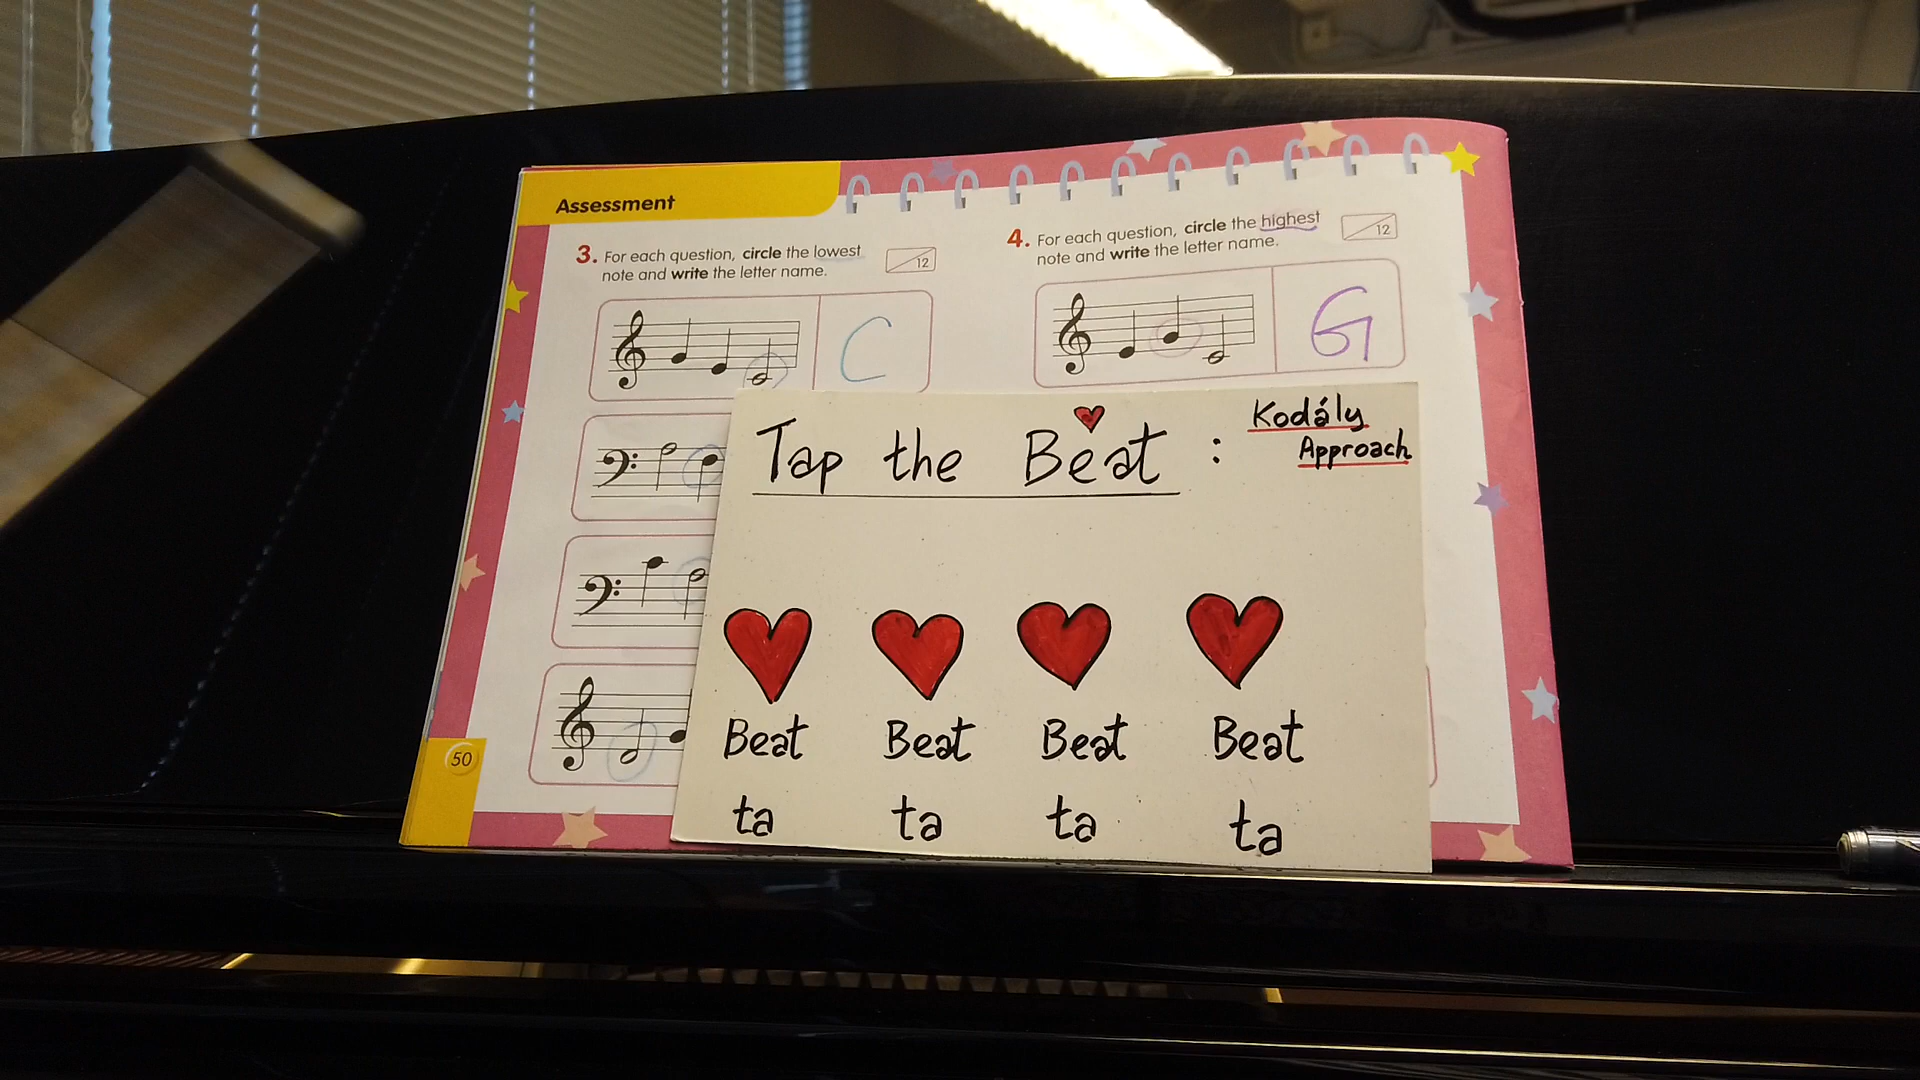 Assessment
3. For each question, circle the lowest
note and write the letter name.
12
C
4. For each question, circle the highest
note and write the letter name.
12
G
Tap the Beat :
Kodály
Approach
Beat Beat Beat Beat
ta ta ta ta
50